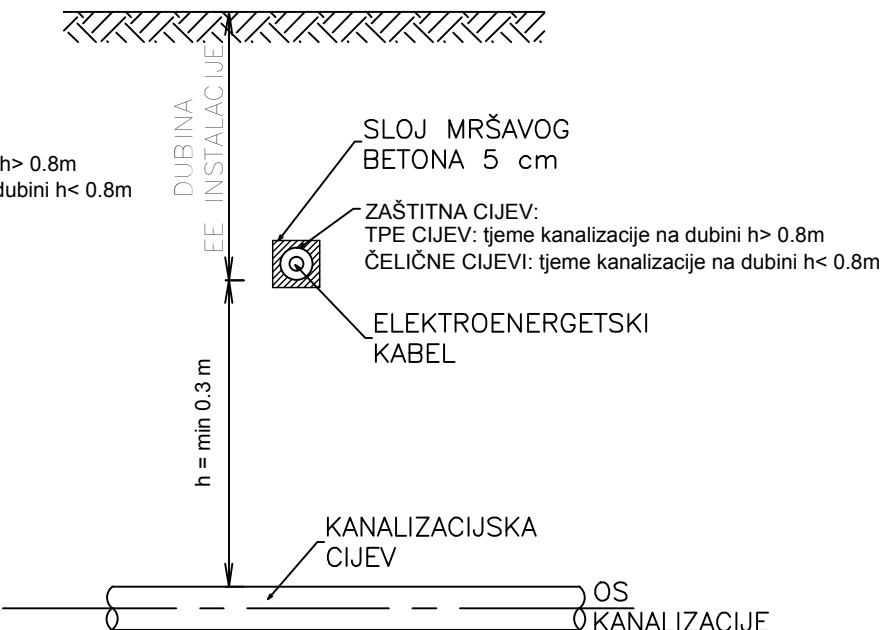 h> 0.8m
dubini h< 0.8m
DUBINA
EE INSTALACIJE
SLOJ MRŠAVOG
BETONA 5 cm
ZAŠTITNA CIJEV:
TPE CIJEV: tjeme kanalizacije na dubini h> 0.8m
ČELIČNE CIJEVI: tjeme kanalizacije na dubini h< 0.8m
ELEKTROENERGETSKI
KABEL
h = min 0.3 m
KANALIZACIJSKA
CIJEV
OS
KANALIZACIJE